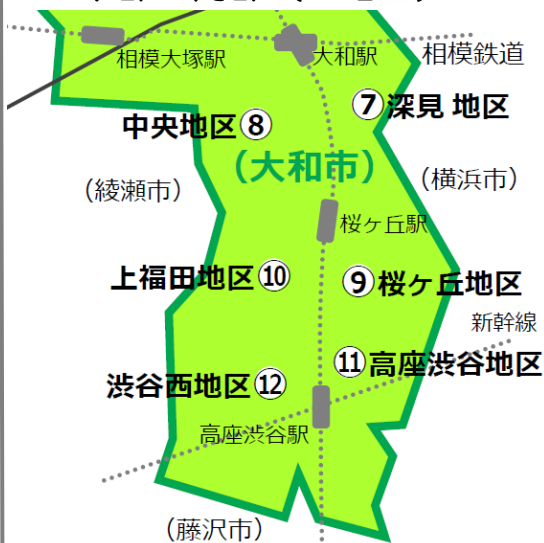 相模大塚駅
大和駅
相模鉄道
⑦深見 地区
中央地区⑧
（大和市）
（綾瀬市）
（横浜市）
桜ヶ丘駅
上福田地区⑩
⑨桜ヶ丘地区
新幹線
⑪高座渋谷地区
渋谷西地区⑫
高座渋谷駅
（藤沢市）